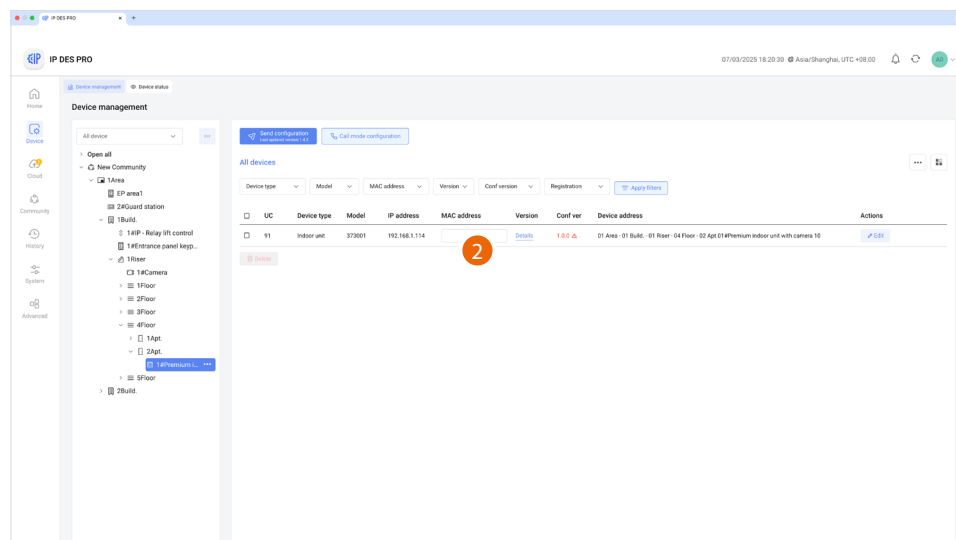 IP DES PRO
IP DES PRO
07/03/2025 18:20:30 Asia/Shanghai, UTC +08:00
AD
Device management
Device status
Home
Device
Cloud
Community
History
System
Advanced
Device management
All device
Open all
New Community
1Area
EP area1
2#Guard station
1Build.
1#IP - Relay lift control
1#Entrance panel keyp...
1Riser
1#Camera
1Floor
2Floor
3Floor
4Floor
1Apt.
2Apt.
1#Premium i...
5Floor
2Build.
Send configuration
Call mode configuration
All devices
Device type
Model
MAC address
Version
Conf version
Registration
Apply filters
UC Device type Model IP address MAC address Version Conf ver Device address Actions
91 Indoor unit 373001 192.168.1.114 Details 1.0.0 01 Area - 01 Build. - 01 Riser - 04 Floor - 02 Apt.01#Premium indoor unit with camera 10 Edit
2
Delete